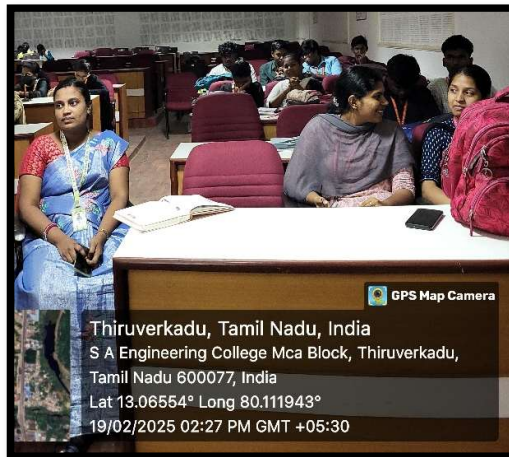 GPS Map Camera
Thiruverkadu, Tamil Nadu, India
S A Engineering College Mca Block, Thiruverkadu,
Tamil Nadu 600077, India
Lat 13.06554° Long 80.111943°
19/02/2025 02:27 PM GMT +05:30